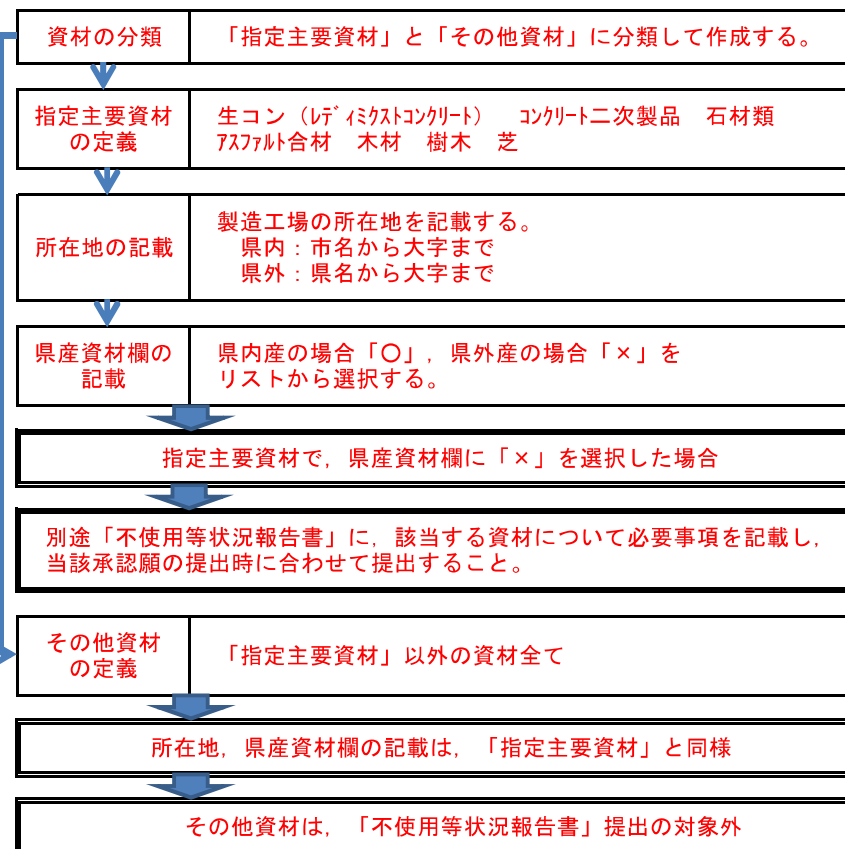 資材の分類
「指定主要資材」と「その他資材」に分類して作成する。
指定主要資材
の定義
生コン（ﾚﾃﾞｨﾐｸｽﾄｺﾝｸﾘｰﾄ）　ｺﾝｸﾘｰﾄ二次製品　石材類
ｱｽﾌｧﾙﾄ合材　木材　樹木　芝
所在地の記載
製造工場の所在地を記載する。
県内：市名から大字まで
県外：県名から大字まで
県産資材欄の
記載
県内産の場合「〇」，県外産の場合「×」を
リストから選択する。
指定主要資材で，県産資材欄に「×」を選択した場合
別途「不使用等状況報告書」に，該当する資材について必要事項を記載し，
当該承認願の提出時に合わせて提出すること。
その他資材
の定義
「指定主要資材」以外の資材全て
所在地，県産資材欄の記載は，「指定主要資材」と同様
その他資材は，「不使用等状況報告書」提出の対象外